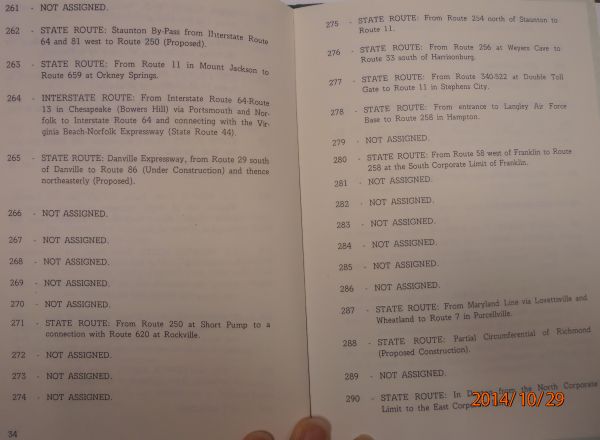 261 - NOT ASSIGNED.
262 - STATE ROUTE: Staunton By-Pass from Interstate Route
64 and 81 west to Route 250 (Proposed).
263 - STATE ROUTE: From Route 11 in Mount Jackson to
Route 659 at Orkney Springs.
264 - INTERSTATE ROUTE: From Interstate Route 64-Route
13 in Chesapeake (Bowers Hill) via Portsmouth and Nor-
folk to Interstate Route 64 and connecting with the Vir-
ginia Beach-Norfolk Expressway (State Route 44).
265 - STATE ROUTE: Danville Expressway, from Route 29 south
of Danville to Route 86 (Under Construction) and thence
northeasterly (Proposed).
266 - NOT ASSIGNED.
267 - NOT ASSIGNED.
268 - NOT ASSIGNED.
269 - NOT ASSIGNED.
270 - NOT ASSIGNED.
271 - STATE ROUTE: From Route 250 at Short Pump to a
connection with Route 620 at Rockville.
272 - NOT ASSIGNED.
273 - NOT ASSIGNED.
274 - NOT ASSIGNED.
34
275 - STATE ROUTE: From Route 254 north of Staunton to
Route 11.
276 - STATE ROUTE: From Route 256 at Weyers Cave to
Route 33 south of Harrisonburg.
277 - STATE ROUTE: From Route 340-522 at Double Toll
Gate to Route 11 in Stephens City.
278 - STATE ROUTE: From entrance to Langley Air Force
Base to Route 258 in Hampton.
279 - NOT ASSIGNED.
280 - STATE ROUTE: From Route 58 west of Franklin to Route
258 at the South Corporate Limit of Franklin.
281 - NOT ASSIGNED.
282 - NOT ASSIGNED.
283 - NOT ASSIGNED.
284 - NOT ASSIGNED.
285 - NOT ASSIGNED.
286 - NOT ASSIGNED.
287 - STATE ROUTE: From Maryland Line via Lovettsville and
Wheatland to Route 7 in Purcellville.
288 - STATE ROUTE: Partial Circumferential of Richmond
(Proposed Construction).
289 - NOT ASSIGNED.
290 - STATE ROUTE: In from the North Corporate
Limit to the East
2014/10/29